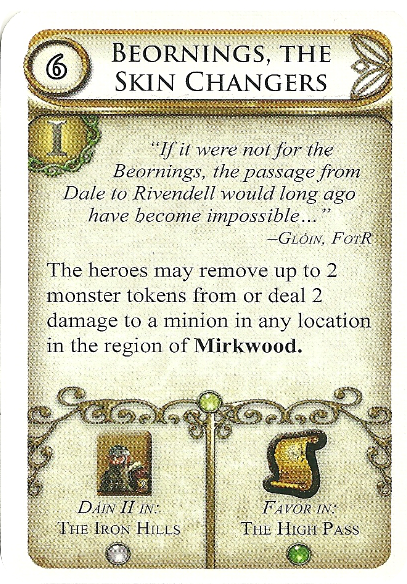 6
BEORNINGS, THE
SKIN CHANGERS
I
“If it were not for the
Beornings, the passage from
Dale to Rivendell would long ago
have become impossible...”
–GLÓIN, FOTR
The heroes may remove up to 2
monster tokens from or deal 2
damage to a minion in any location
in the region of Mirkwood.
DÁIN II IN:
THE IRON HILLS
FAVOR IN:
THE HIGH PASS